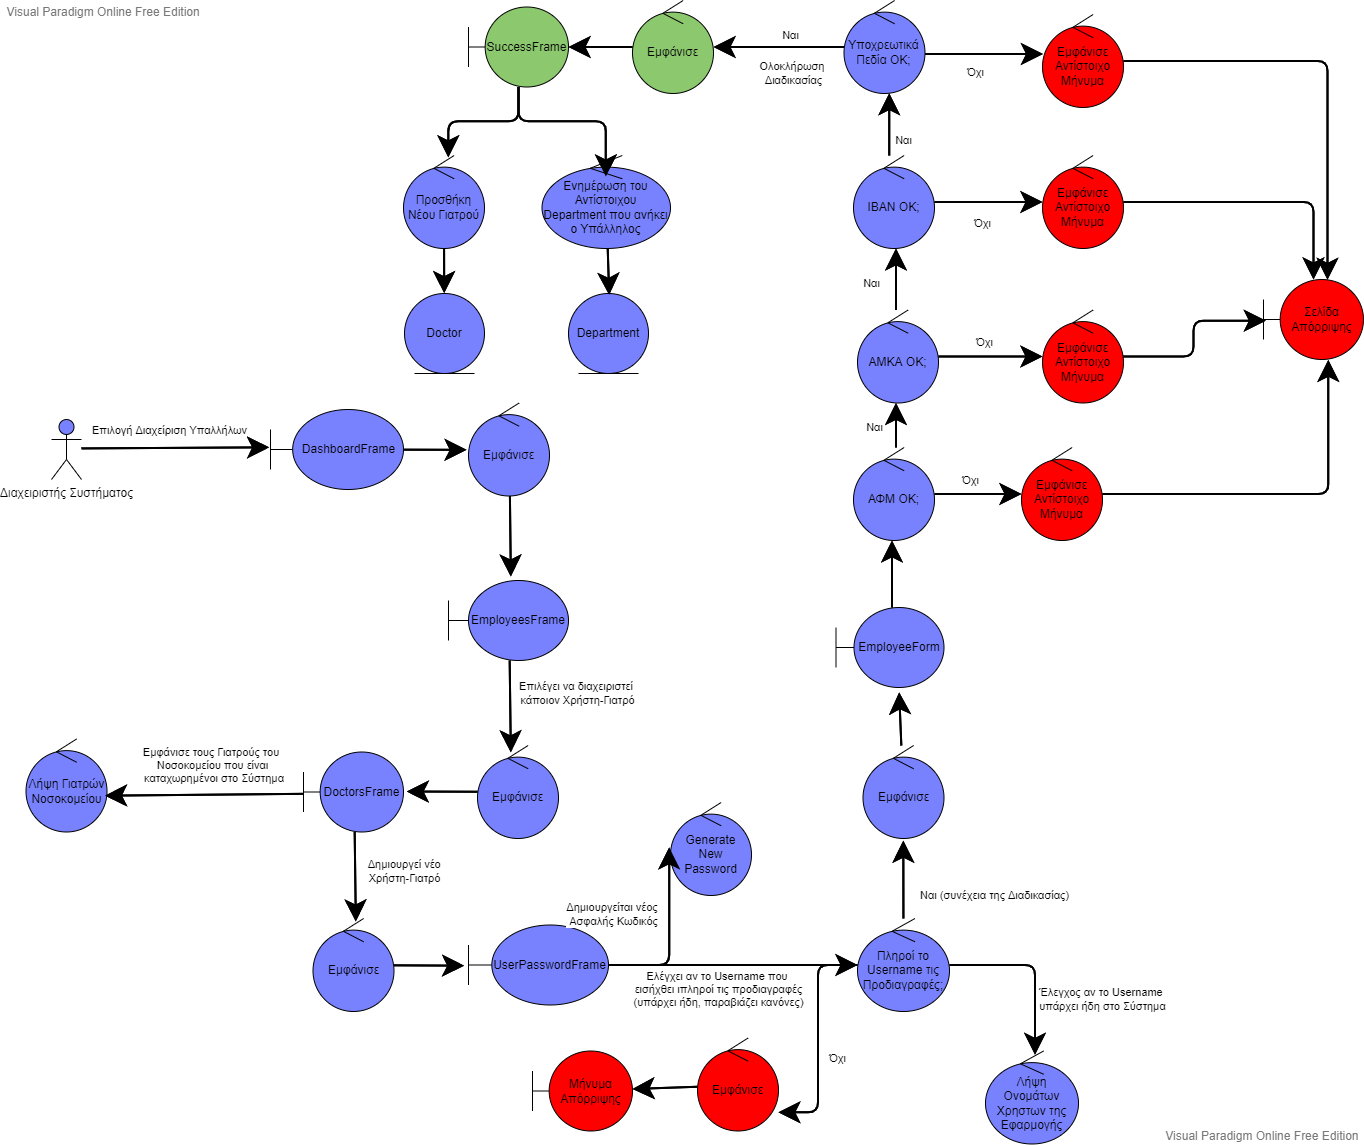 Visual Paradigm Online Free Edition
SuccessFrame
Εμφάνισε
Ναι
Ολοκλήρωση
Διαδικασίας
Υποχρεωτικά
Πεδία OK;
Όχι
Εμφάνισε
Αντίστοιχο
Μήνυμα
Ναι
Προσθήκη
Νέου Γιατρού
Ενημέρωση του
Αντίστοιχου
Department που ανήκει
ο Υπάλληλος
IBAN OK;
Όχι
Εμφάνισε
Αντίστοιχο
Μήνυμα
Ναι
Doctor
Department
ΑΜΚΑ OK;
Όχι
Εμφάνισε
Αντίστοιχο
Μήνυμα
Σελίδα
Απόρριψης
Ναι
Επιλογή Διαχείριση Υπαλλήλων
Διαχειριστής Συστήματος
DashboardFrame
Εμφάνισε
ΑΦΜ OK;
Όχι
Εμφάνισε
Αντίστοιχο
Μήνυμα
EmployeesFrame
EmployeeForm
Επιλέγει να διαχειριστεί
κάποιον Χρήστη-Γιατρό
Εμφάνισε τους Γιατρούς του
Νοσοκομείου που είναι
καταχωρημένοι στο Σύστημα
Λήψη Γιατρών
Νοσοκομείου
DoctorsFrame
Εμφάνισε
Εμφάνισε
Generate
New
Password
Δημιουργεί νέο
Χρήστη-Γιατρό
Δημιουργείται νέος
Ασφαλής Κωδικός
Ναι (συνέχεια της Διαδικασίας)
Εμφάνισε
UserPasswordFrame
Ελέγχει αν το Username που
εισήχθει ιπληροί τις προδιαγραφές
(υπάρχει ήδη, παραβιάζει κανόνες)
Πληροί το
Username τις
Προδιαγραφές;
Έλεγχος αν το Username
υπάρχει ήδη στο Σύστημα
Όχι
Μήνυμα
Απόρριψης
Εμφάνισε
Λήψη
Ονομάτων
Χρηστων της
Εφαρμογής
Visual Paradigm Online Free Edition